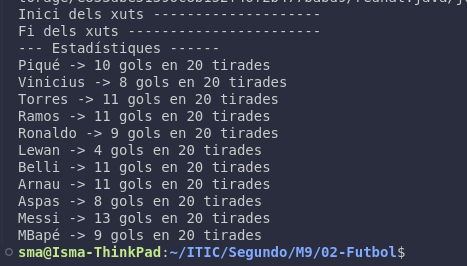 Inici dels xuts --------------------
Fi dels xuts -----------------------
--- Estadístiques ------
Piqué -> 10 gols en 20 tirades
Vinicius -> 8 gols en 20 tirades
Torres -> 11 gols en 20 tirades
Ramos -> 11 gols en 20 tirades
Ronaldo -> 9 gols en 20 tirades
Lewan -> 4 gols en 20 tirades
Belli -> 11 gols en 20 tirades
Arnau -> 11 gols en 20 tirades
Aspas -> 8 gols en 20 tirades
Messi -> 13 gols en 20 tirades
MBapé -> 9 gols en 20 tirades
sma@Isma-ThinkPad:~/ITIC/Segundo/M9/02-Futbol$